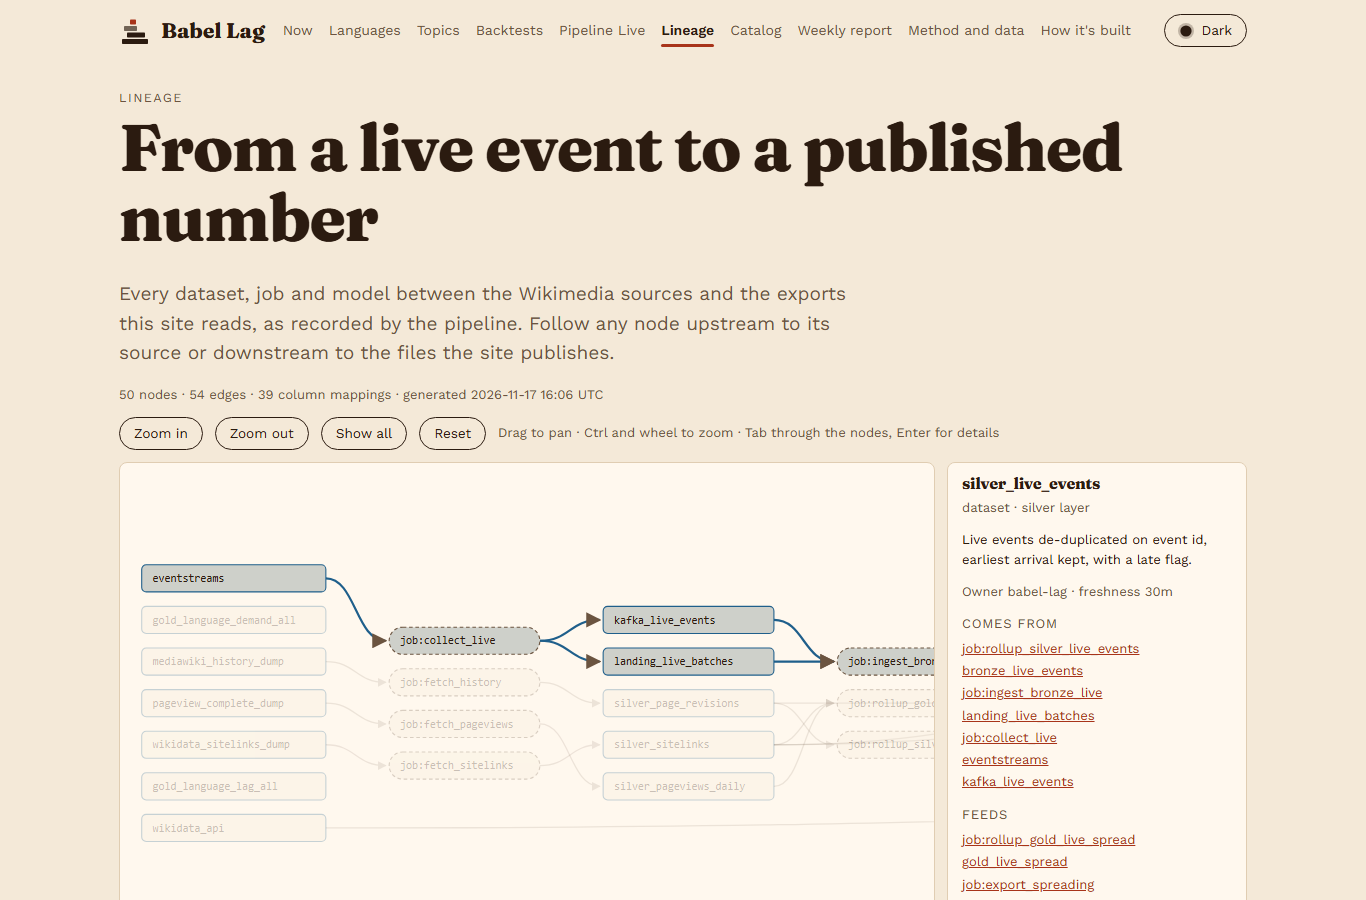 Babel Lag
Now
Languages
Topics
Backtests
Pipeline Live
Lineage
Catalog
Weekly report
Method and data
How it's built
Dark
LINEAGE
From a live event to a published
number
Every dataset, job and model between the Wikimedia sources and the exports
this site reads, as recorded by the pipeline. Follow any node upstream to its
source or downstream to the files the site publishes.
50 nodes · 54 edges · 39 column mappings · generated 2026-11-17 16:06 UTC
Zoom in
Zoom out
Show all
Reset
Drag to pan · Ctrl and wheel to zoom · Tab through the nodes, Enter for details
eventstreams
gold_language_demand_all
mediawiki_history_dump
pageview_complete_dump
wikidata_sitelinks_dump
gold_language_lag_all
wikidata_api
job:collect_live
job:fetch_history
job:fetch_pageviews
job:fetch_sitelinks
kafka_live_events
landing_live_batches
silver_page_revisions
silver_sitelinks
silver_pageviews_daily
job:ingest_bron
job:rollup_gold
job:rollup_silv
silver_live_events
dataset · silver layer
Live events de-duplicated on event id,
earliest arrival kept, with a late flag.
Owner babel-lag · freshness 30m
COMES FROM
job:rollup_silver_live_events
bronze_live_events
job:ingest_bronze_live
landing_live_batches
job:collect_live
eventstreams
kafka_live_events
FEEDS
job:rollup_gold_live_spread
gold_live_spread
job:export_spreading